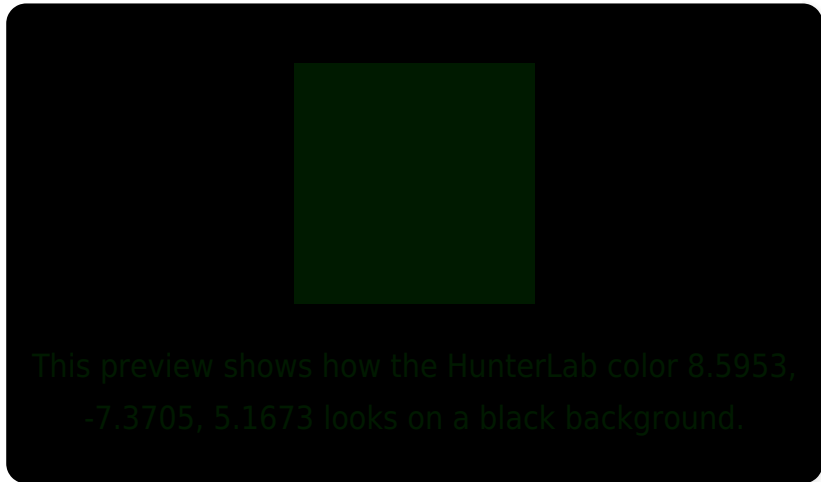 This preview shows how the HunterLab color 8.5953,
-7.3705, 5.1673 looks on a black background.